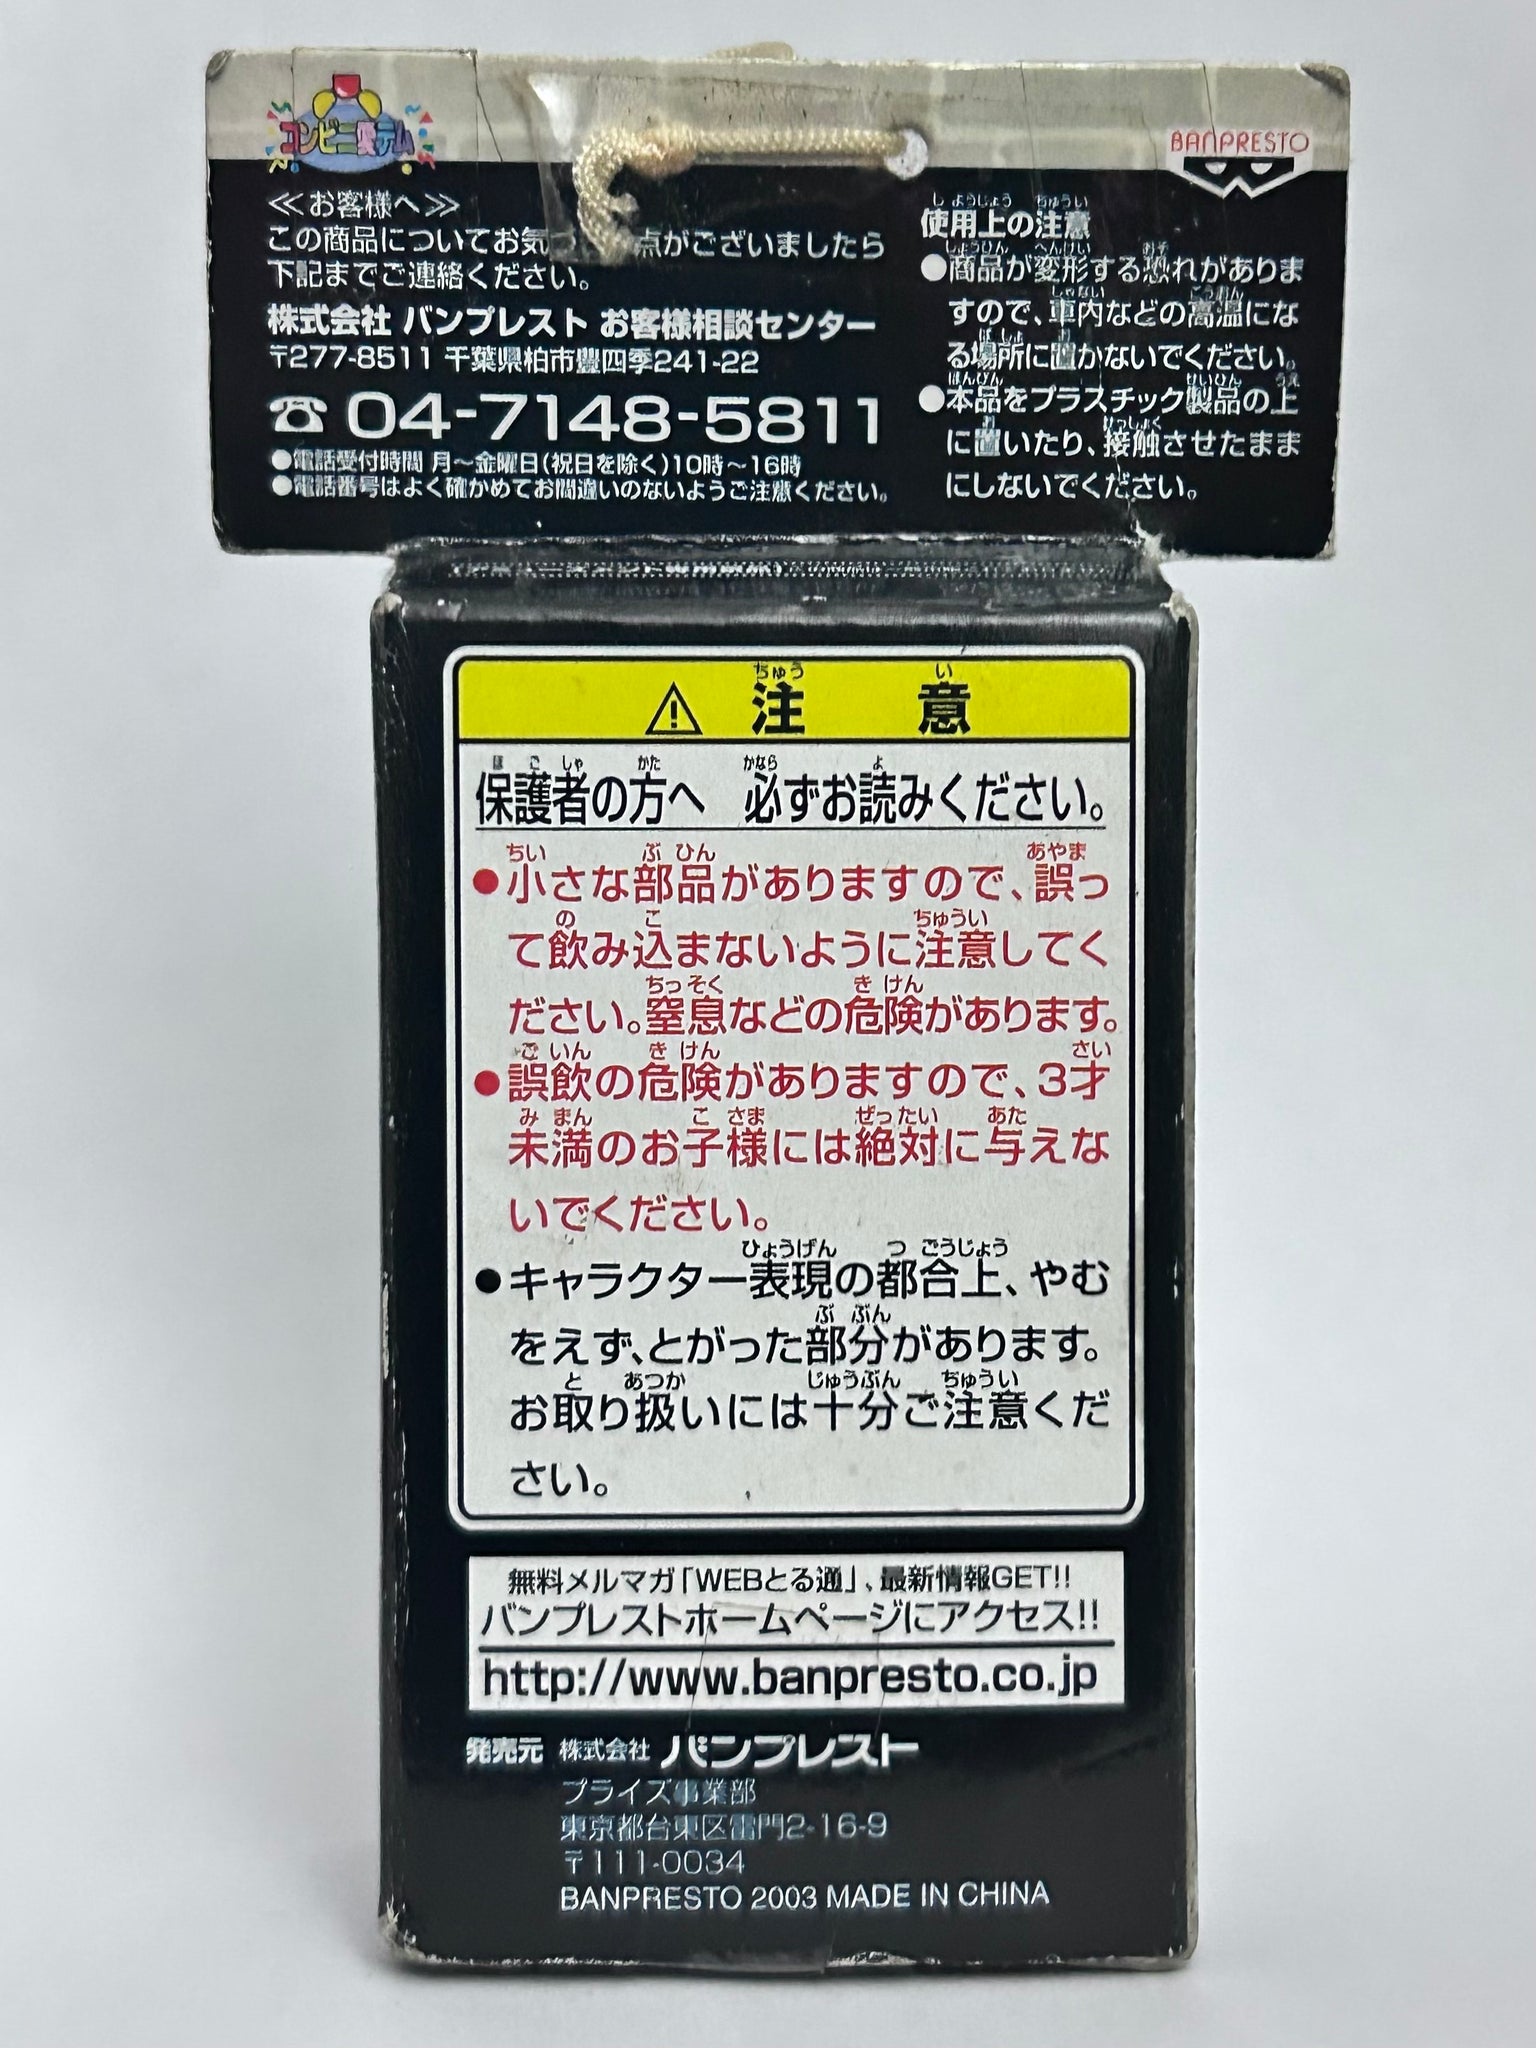 コンビニ変テム
≪お客様へ≫
この商品についてお気 点がございましたら
下記までご連絡ください。
株式会社 バンプレスト お客様相談センター
〒277-8511 千葉県柏市豊四季241-22
☎04-7148-5811
●電話受付時間 月～金曜日(祝日を除く)10時～16時
●電話番号はよく確かめてお間違いのないようご注意ください。
BANPRESTO
使用上の注意
●商品が変形する恐れがありま
すので、車内などの高温にな
る場所に置かないでください。
●本品をプラスチック製品の上
に置いたり、接触させたまま
にしないでください。
⚠注意
保護者の方へ 必ずお読みください。
●小さな部品がありますので、誤っ
て飲み込まないように注意してく
ださい。窒息などの危険があります。
●誤飲の危険がありますので、3才
未満のお子様には絶対に与えな
いでください。
●キャラクター表現の都合上、やむ
をえず、とがった部分があります。
お取り扱いには十分ご注意くだ
さい。
無料メルマガ「WEBとる通」、最新情報GET!!
バンプレストホームページにアクセス!!
http://www.banpresto.co.jp
発売元 株式会社 バンプレスト
プライズ事業部
東京都台東区雷門2-16-9
〒111-0034
BANPRESTO 2003 MADE IN CHINA